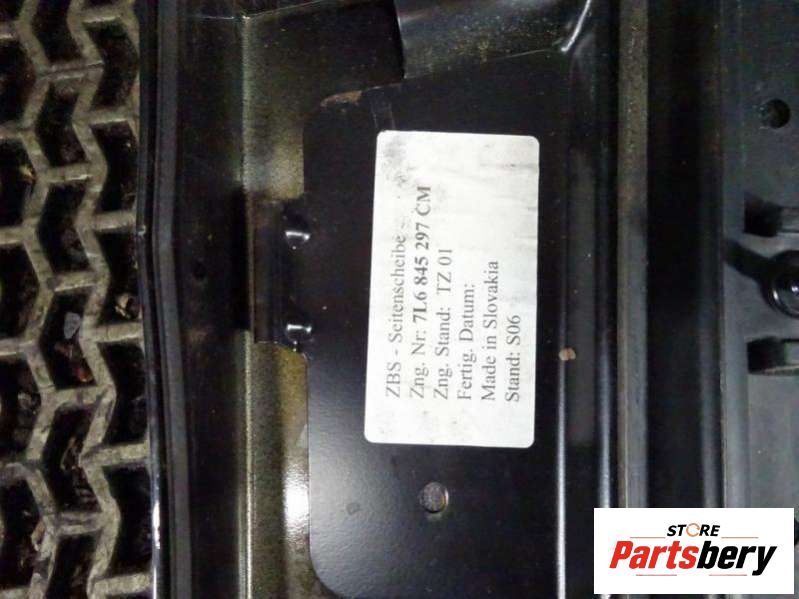 ZBS - Seitenscheibe
Zng. Nr: 7L6 845 297 CM
Zng. Stand: TZ 01
Fertig. Datum:
Made in Slovakia
Stand: S06
STORE
Partsbery